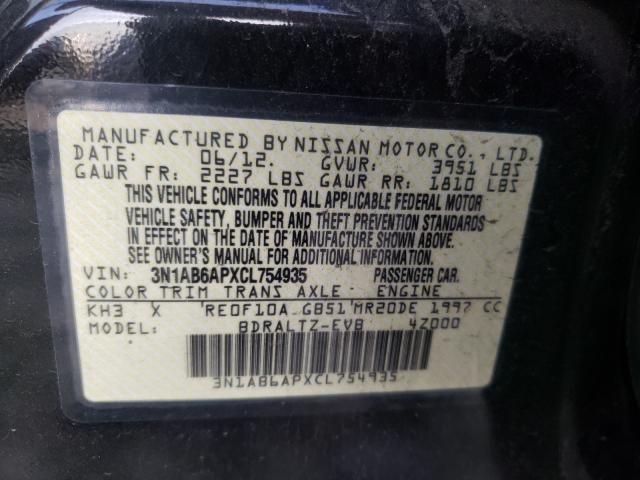 MANUFACTURED BY NISSAN MOTOR CO., LTD.
DATE: 06/12. GVWR: 3951 LBS
GAWR FR: 2227 LBS GAWR RR: 1810 LBS
THIS VEHICLE CONFORMS TO ALL APPLICABLE FEDERAL MOTOR
VEHICLE SAFETY, BUMPER AND THEFT PREVENTION STANDARDS
IN EFFECT ON THE DATE OF MANUFACTURE SHOWN ABOVE.
SEE OWNER'S MANUAL FOR ADDITIONAL INFORMATION.
VIN: 3N1AB6APXCL754935 PASSENGER CAR.
COLOR TRIM TRANS AXLE ENGINE
KH3 X RE0F10A GB51 MR20DE 1997 CC
BDRALTZ-EVB 4Z000
3N1AB6APXCL754935